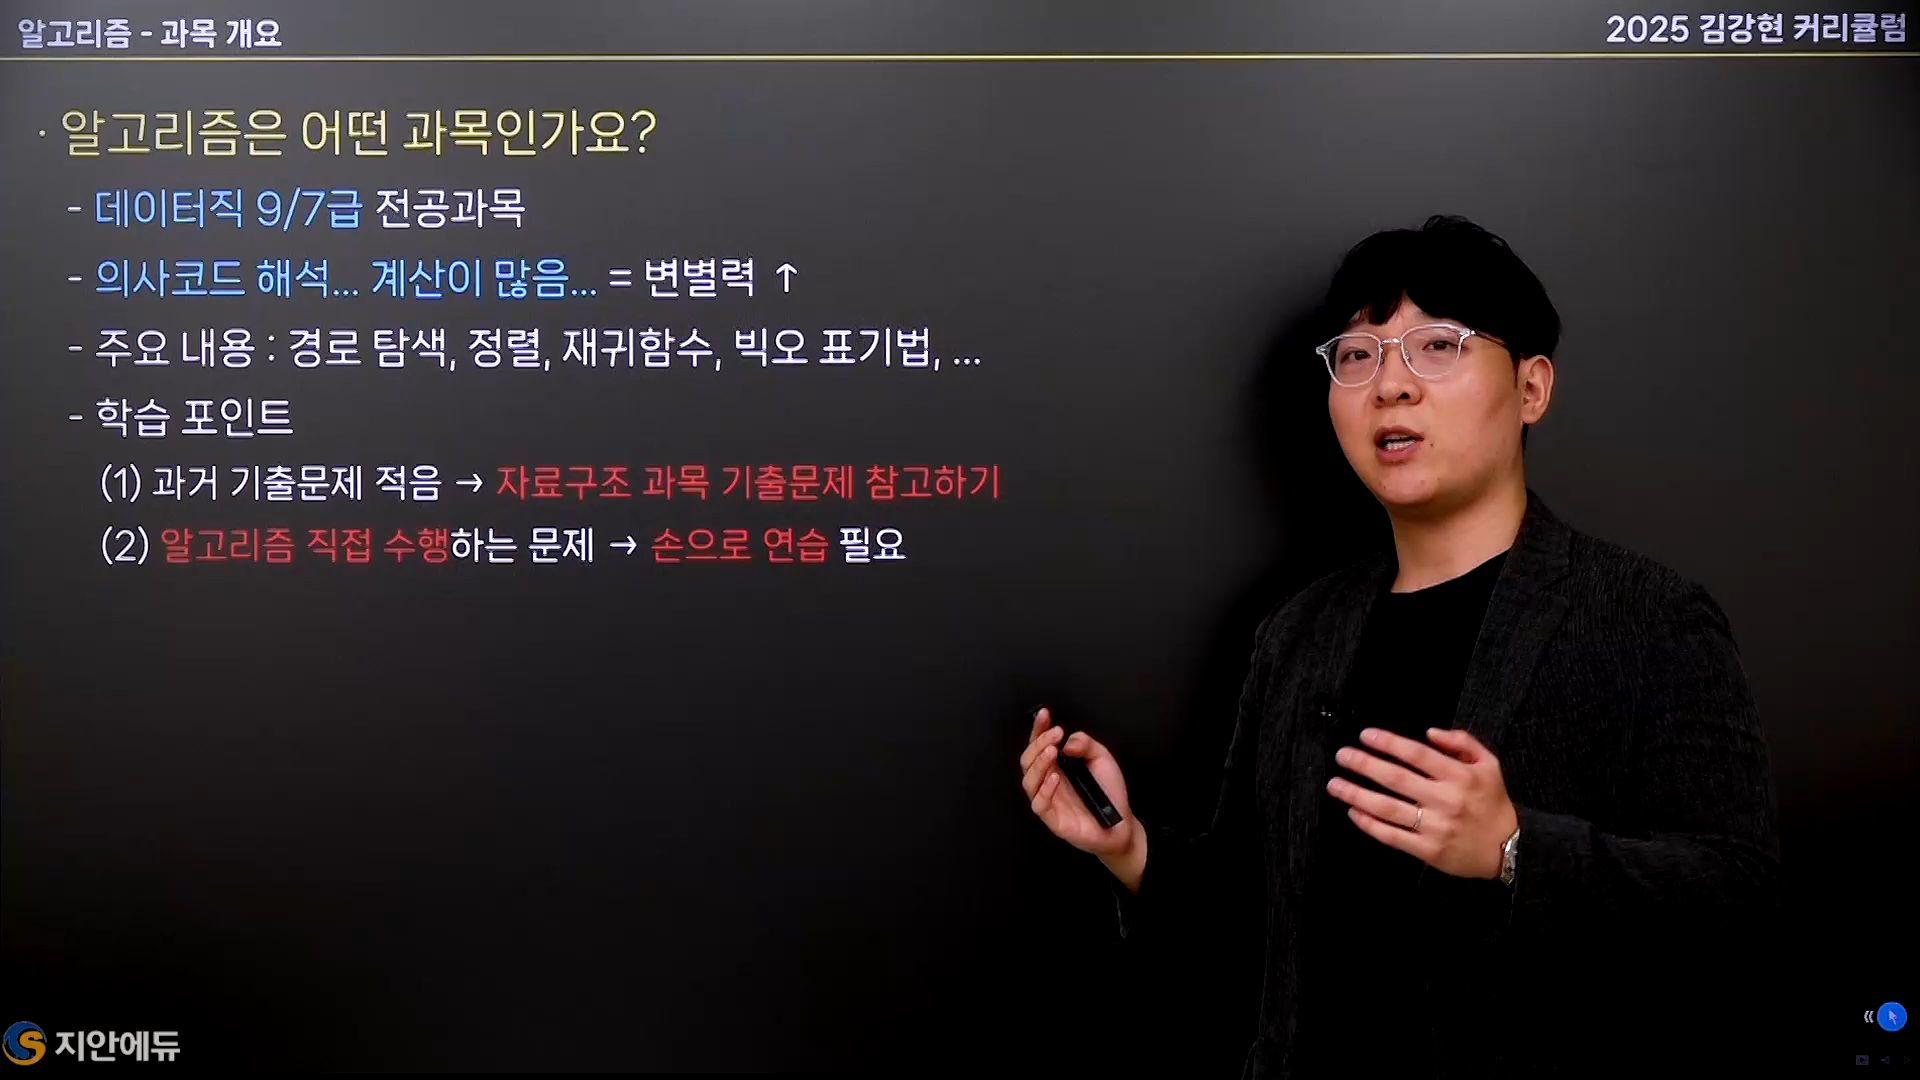 알고리즘 - 과목 개요
2025 김강현 커리큘럼
· 알고리즘은 어떤 과목인가요?
- 데이터직 9/7급 전공과목
- 의사코드 해석... 계산이 많음... = 변별력 ↑
- 주요 내용 : 경로 탐색, 정렬, 재귀함수, 빅오 표기법, ...
- 학습 포인트
(1) 과거 기출문제 적음 → 자료구조 과목 기출문제 참고하기
(2) 알고리즘 직접 수행하는 문제 → 손으로 연습 필요
지안에듀